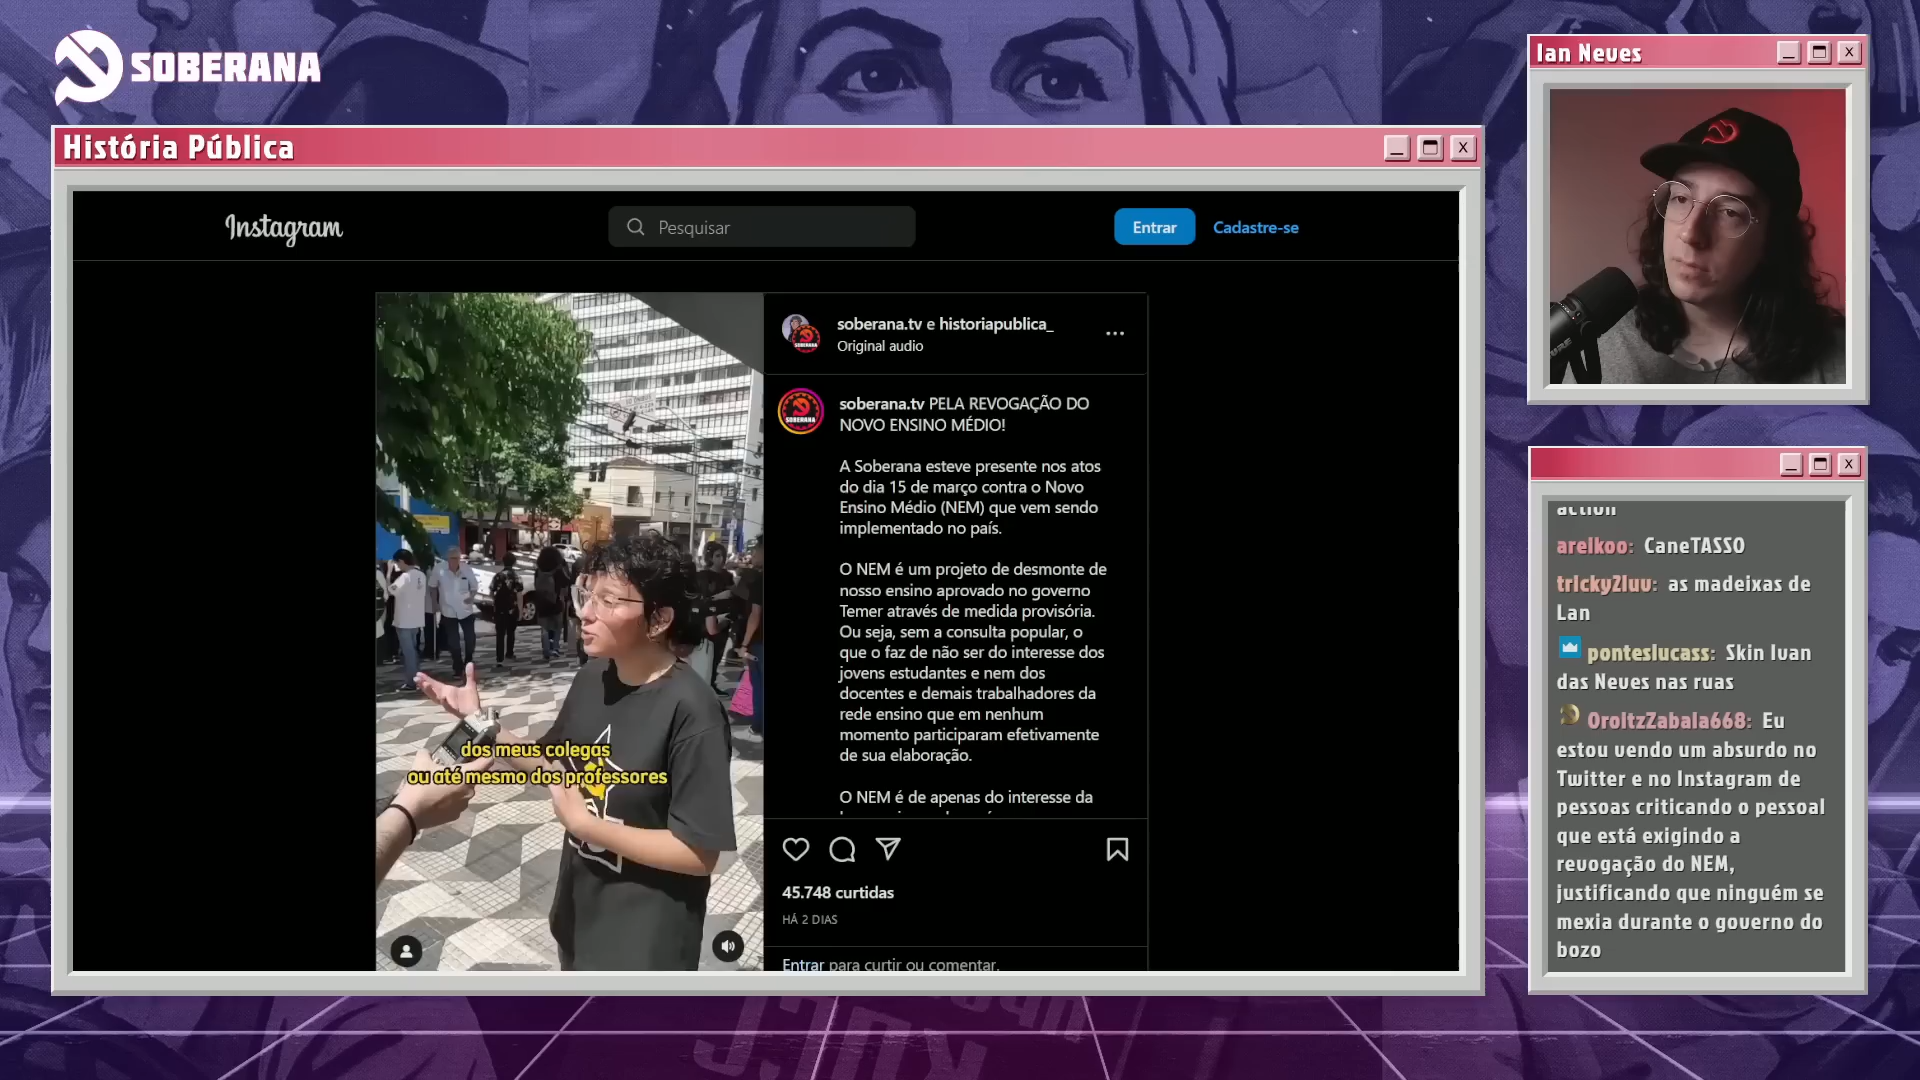 SOBERANA
História Pública
Instagram
Pesquisar
Entrar
Cadastre-se
dos meus colegas
ou até mesmo dos professores
soberana.tv e historiapublica_
Original audio
soberana.tv PELA REVOGAÇÃO DO
NOVO ENSINO MÉDIO!
A Soberana esteve presente nos atos
do dia 15 de março contra o Novo
Ensino Médio (NEM) que vem sendo
implementado no país.
O NEM é um projeto de desmonte de
nosso ensino aprovado no governo
Temer através de medida provisória.
Ou seja, sem a consulta popular, o
que o faz de não ser do interesse dos
jovens estudantes e nem dos
docentes e demais trabalhadores da
rede ensino que em nenhum
momento participaram efetivamente
de sua elaboração.
O NEM é de apenas do interesse da
45.748 curtidas
HÁ 2 DIAS
Entrar para curtir ou comentar.
Ian Neves
action
areikoo: CaneTASSO
tricky2luv: as madeixas de
Lan
ponteslucass: Skin Ivan
das Neves nas ruas
OroitzZabala668: Eu
estou vendo um absurdo no
Twitter e no Instagram de
pessoas criticando o pessoal
que está exigindo a
revogação do NEM,
justificando que ninguém se
mexia durante o governo do
bozo